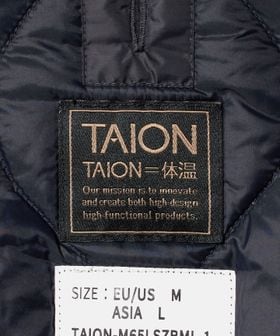 TAION
TAION=体温
Our mission is to innovate
and create both high-design
high-functional products.
SIZE: EU/US M
ASIA L